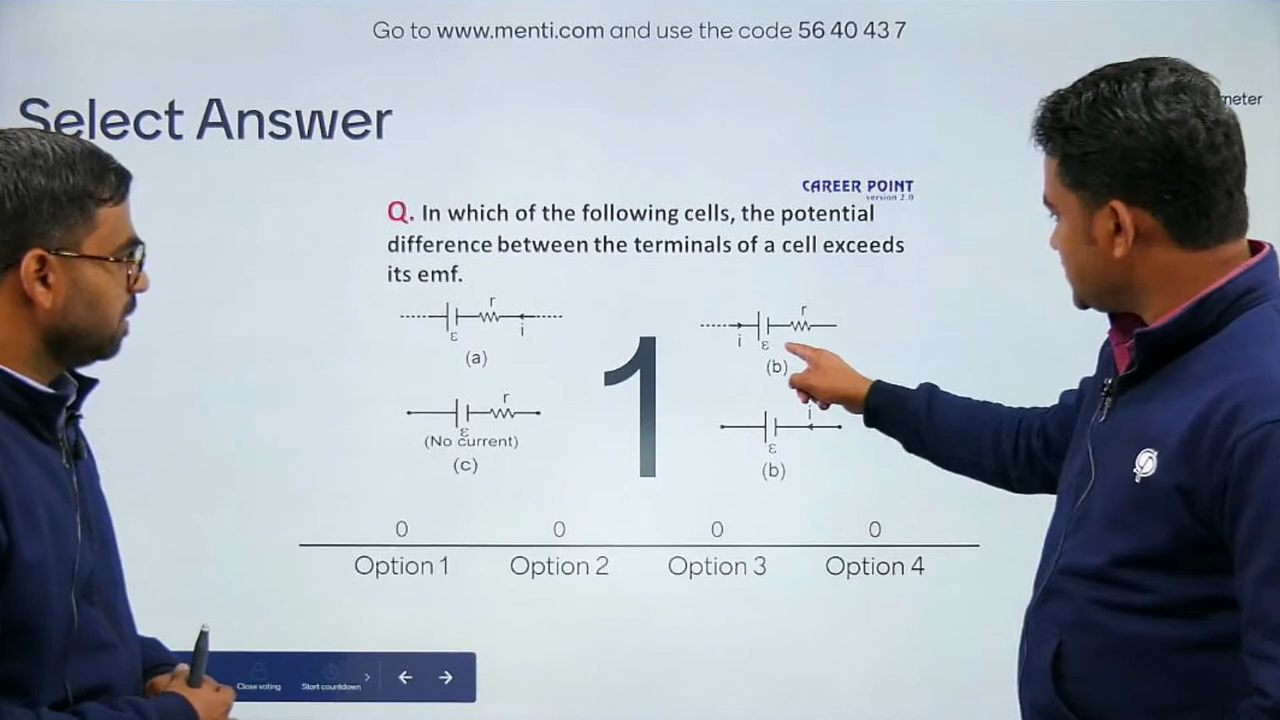 Go to www.menti.com and use the code 56 40 43 7
Select Answer
meter
CAREER POINT
version 2.0
Q. In which of the following cells, the potential
difference between the terminals of a cell exceeds
its emf.
r
ε
i
(a)
r
i
ε
(b)
1
r
ε
(No current)
(c)
i
ε
(b)
0 0 0 0
Option 1 Option 2 Option 3 Option 4
Close voting Start countdown